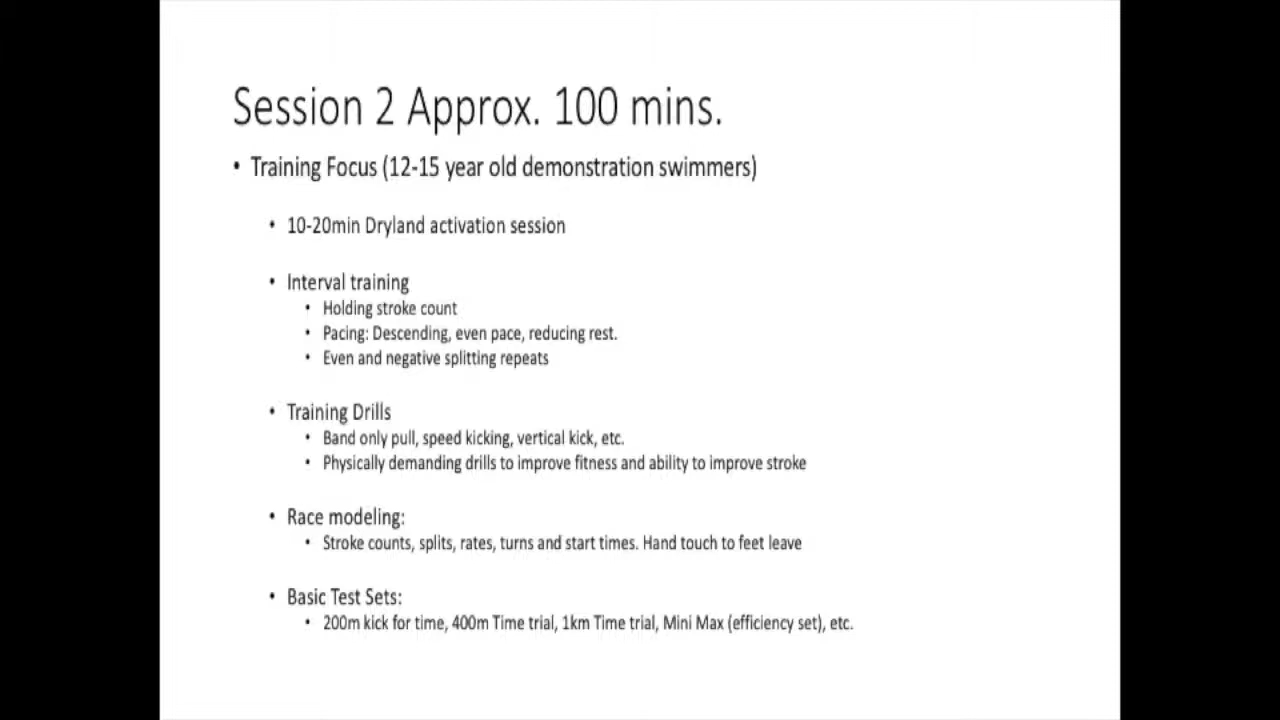 Session 2 Approx. 100 mins.
• Training Focus (12-15 year old demonstration swimmers)
• 10-20min Dryland activation session
• Interval training
• Holding stroke count
• Pacing: Descending, even pace, reducing rest.
• Even and negative splitting repeats
• Training Drills
• Band only pull, speed kicking, vertical kick, etc.
• Physically demanding drills to improve fitness and ability to improve stroke
• Race modeling:
• Stroke counts, splits, rates, turns and start times. Hand touch to feet leave
• Basic Test Sets:
• 200m kick for time, 400m Time trial, 1km Time trial, Mini Max (efficiency set), etc.